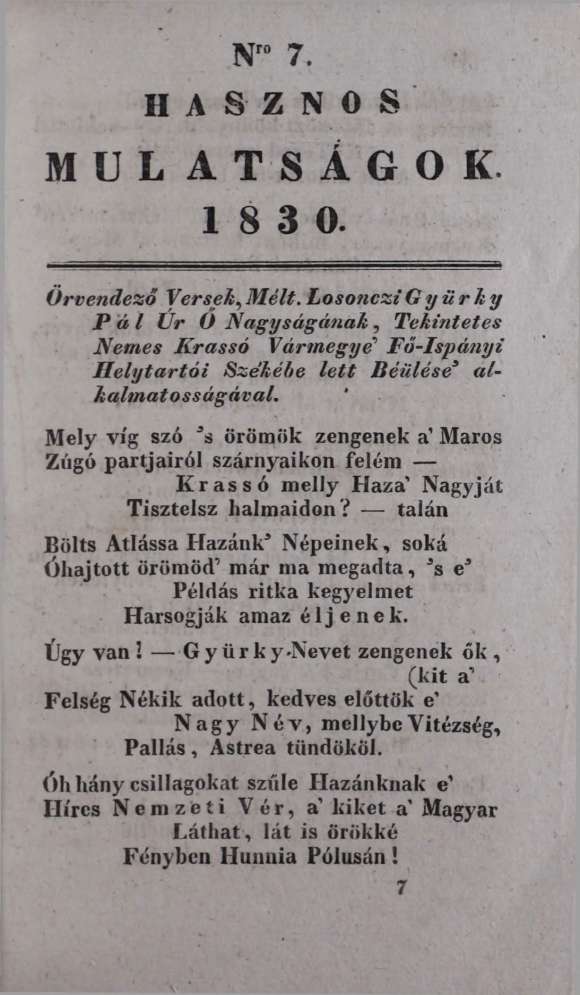 Nro 7.
HASZNOS
MULATSÁGOK.
1830.
Örvendező Versek, Mélt. Losonczi Gyürky
Pál Úr Ő Nagyságának, Tekintetes
Nemes Krassó Vármegye' Fő-Ispányi
Helytartói Székébe lett Béülése' al-
kalmatosságával.
Mely víg szó 's örömök zengenek a' Maros
Zúgó partjairól szárnyaikon felém —
Krassó melly Haza' Nagyját
Tisztelsz halmaidon? — talán
Bölts Atlássa Hazánk' Népeinek, soká
Óhajtott örömöd' már ma megadta, 's e'
Példás ritka kegyelmet
Harsogják amaz éljenek.
Úgy van! — Gyürky-Nevet zengenek ők,
(kit a'
Felség Nékik adott, kedves előttök e'
Nagy Név, mellybe Vitézség,
Pallás, Astrea tündököl.
Óh hány csillagokat szűle Hazánknak e'
Híres Nemzeti Vér, a' kiket a' Magyar
Láthat, lát is örökké
Fényben Hunnia Pólusán!
7